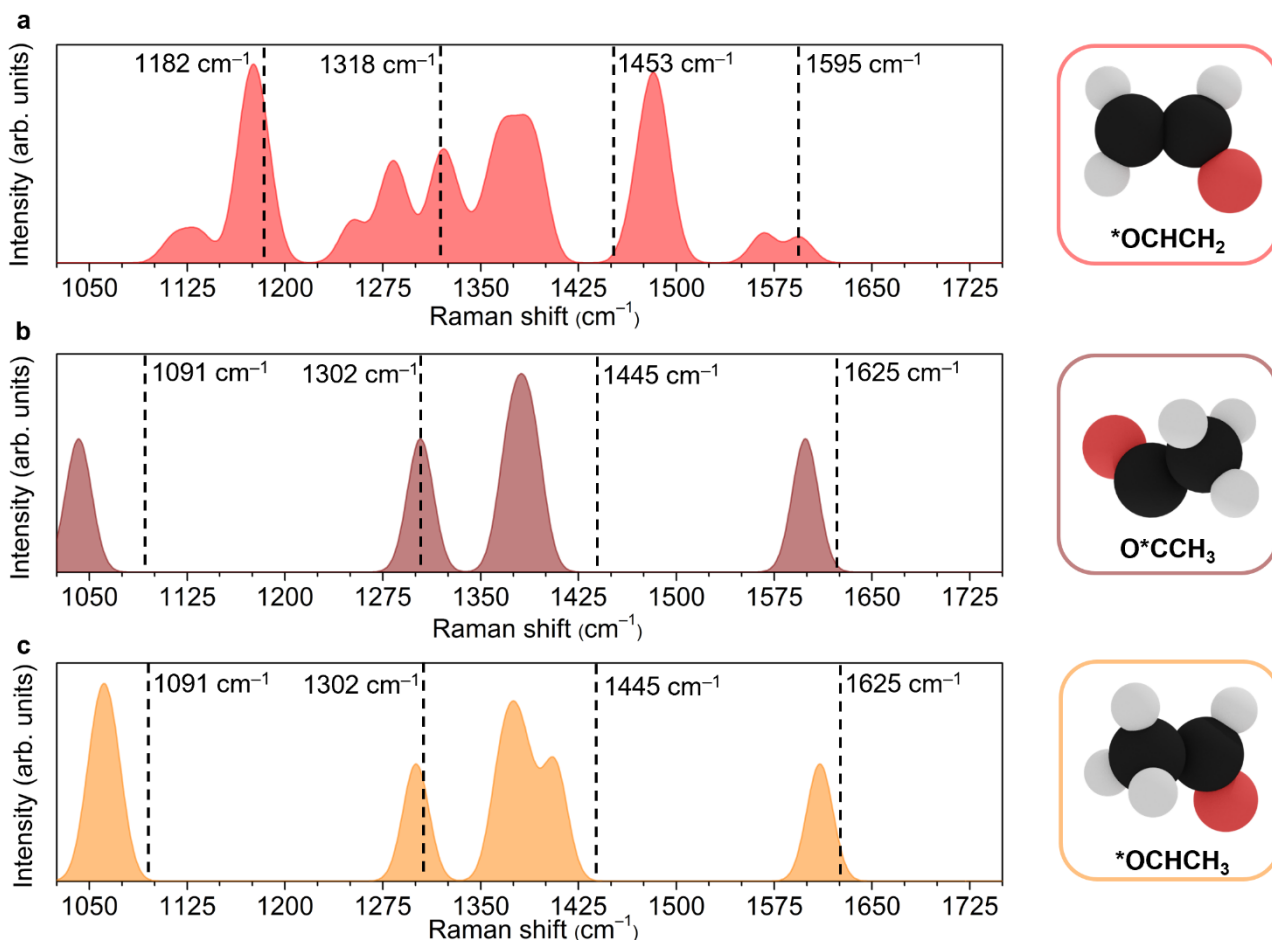 a
Intensity (arb. units)
1182 cm⁻¹ 1318 cm⁻¹ 1453 cm⁻¹ 1595 cm⁻¹
1050 1125 1200 1275 1350 1425 1500 1575 1650 1725
Raman shift (cm⁻¹)
*OCHCH₂
b
Intensity (arb. units)
1091 cm⁻¹ 1302 cm⁻¹ 1445 cm⁻¹ 1625 cm⁻¹
1050 1125 1200 1275 1350 1425 1500 1575 1650 1725
Raman shift (cm⁻¹)
O*CCH₃
c
Intensity (arb. units)
1091 cm⁻¹ 1302 cm⁻¹ 1445 cm⁻¹ 1625 cm⁻¹
1050 1125 1200 1275 1350 1425 1500 1575 1650 1725
Raman shift (cm⁻¹)
*OCHCH₃